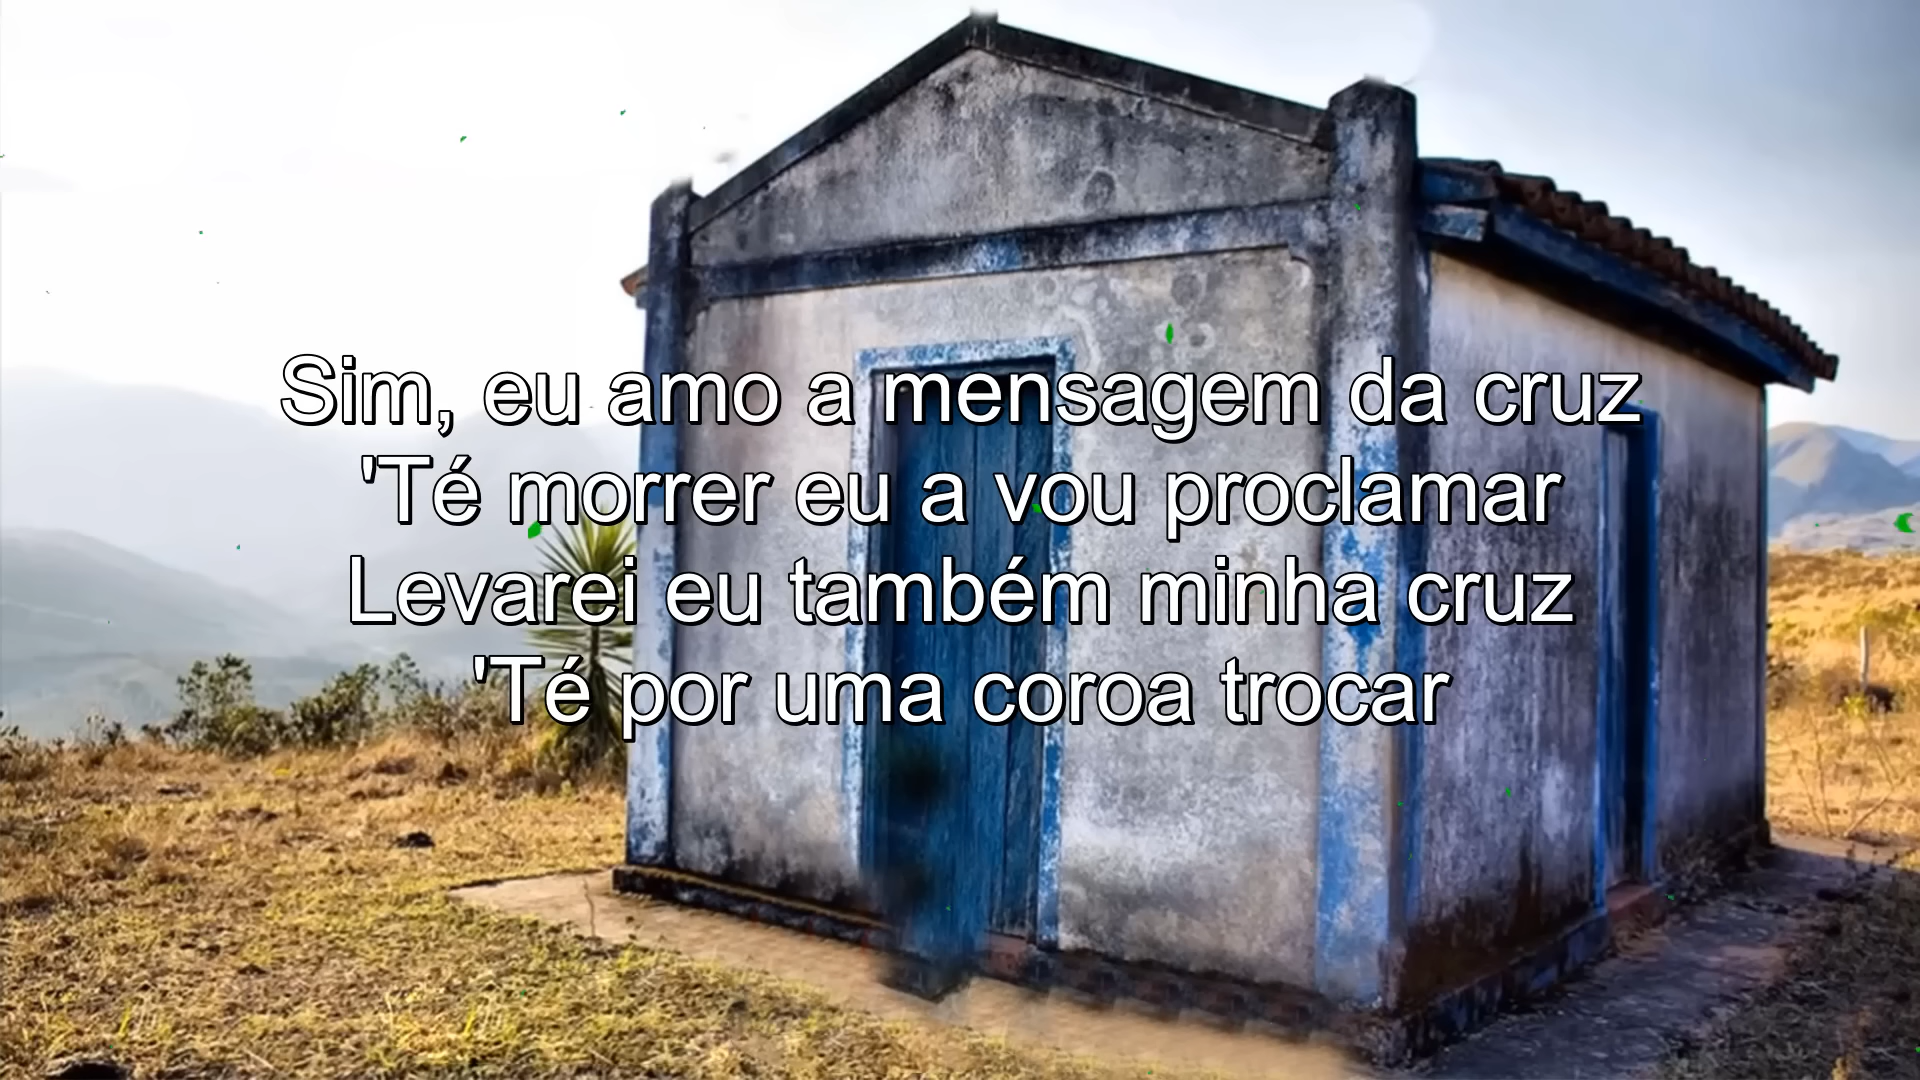 Sim, eu amo a mensagem da cruz
'Té morrer eu a vou proclamar
Levarei eu também minha cruz
'Té por uma coroa trocar